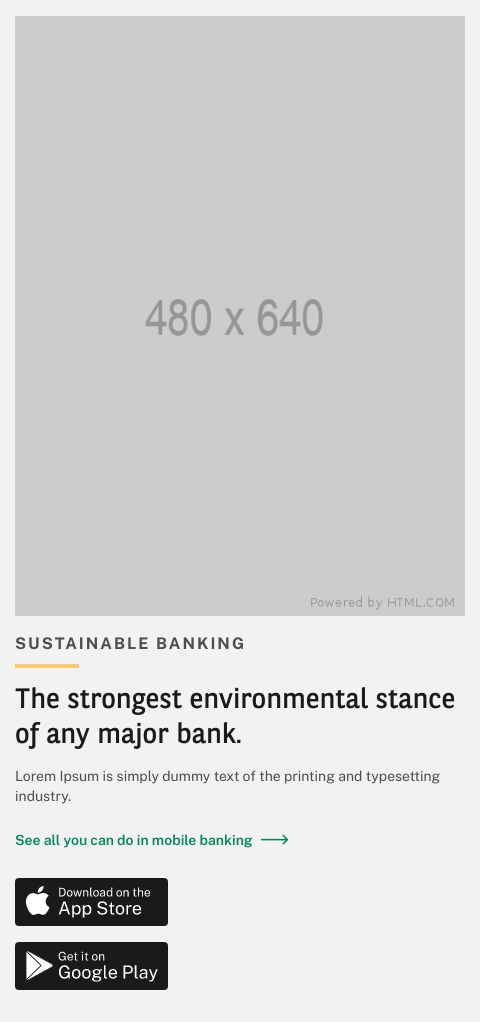 480 x 640
Powered by HTML.COM
SUSTAINABLE BANKING
The strongest environmental stance
of any major bank.
Lorem Ipsum is simply dummy text of the printing and typesetting
industry.
See all you can do in mobile banking
Download on the
App Store
Get it on
Google Play